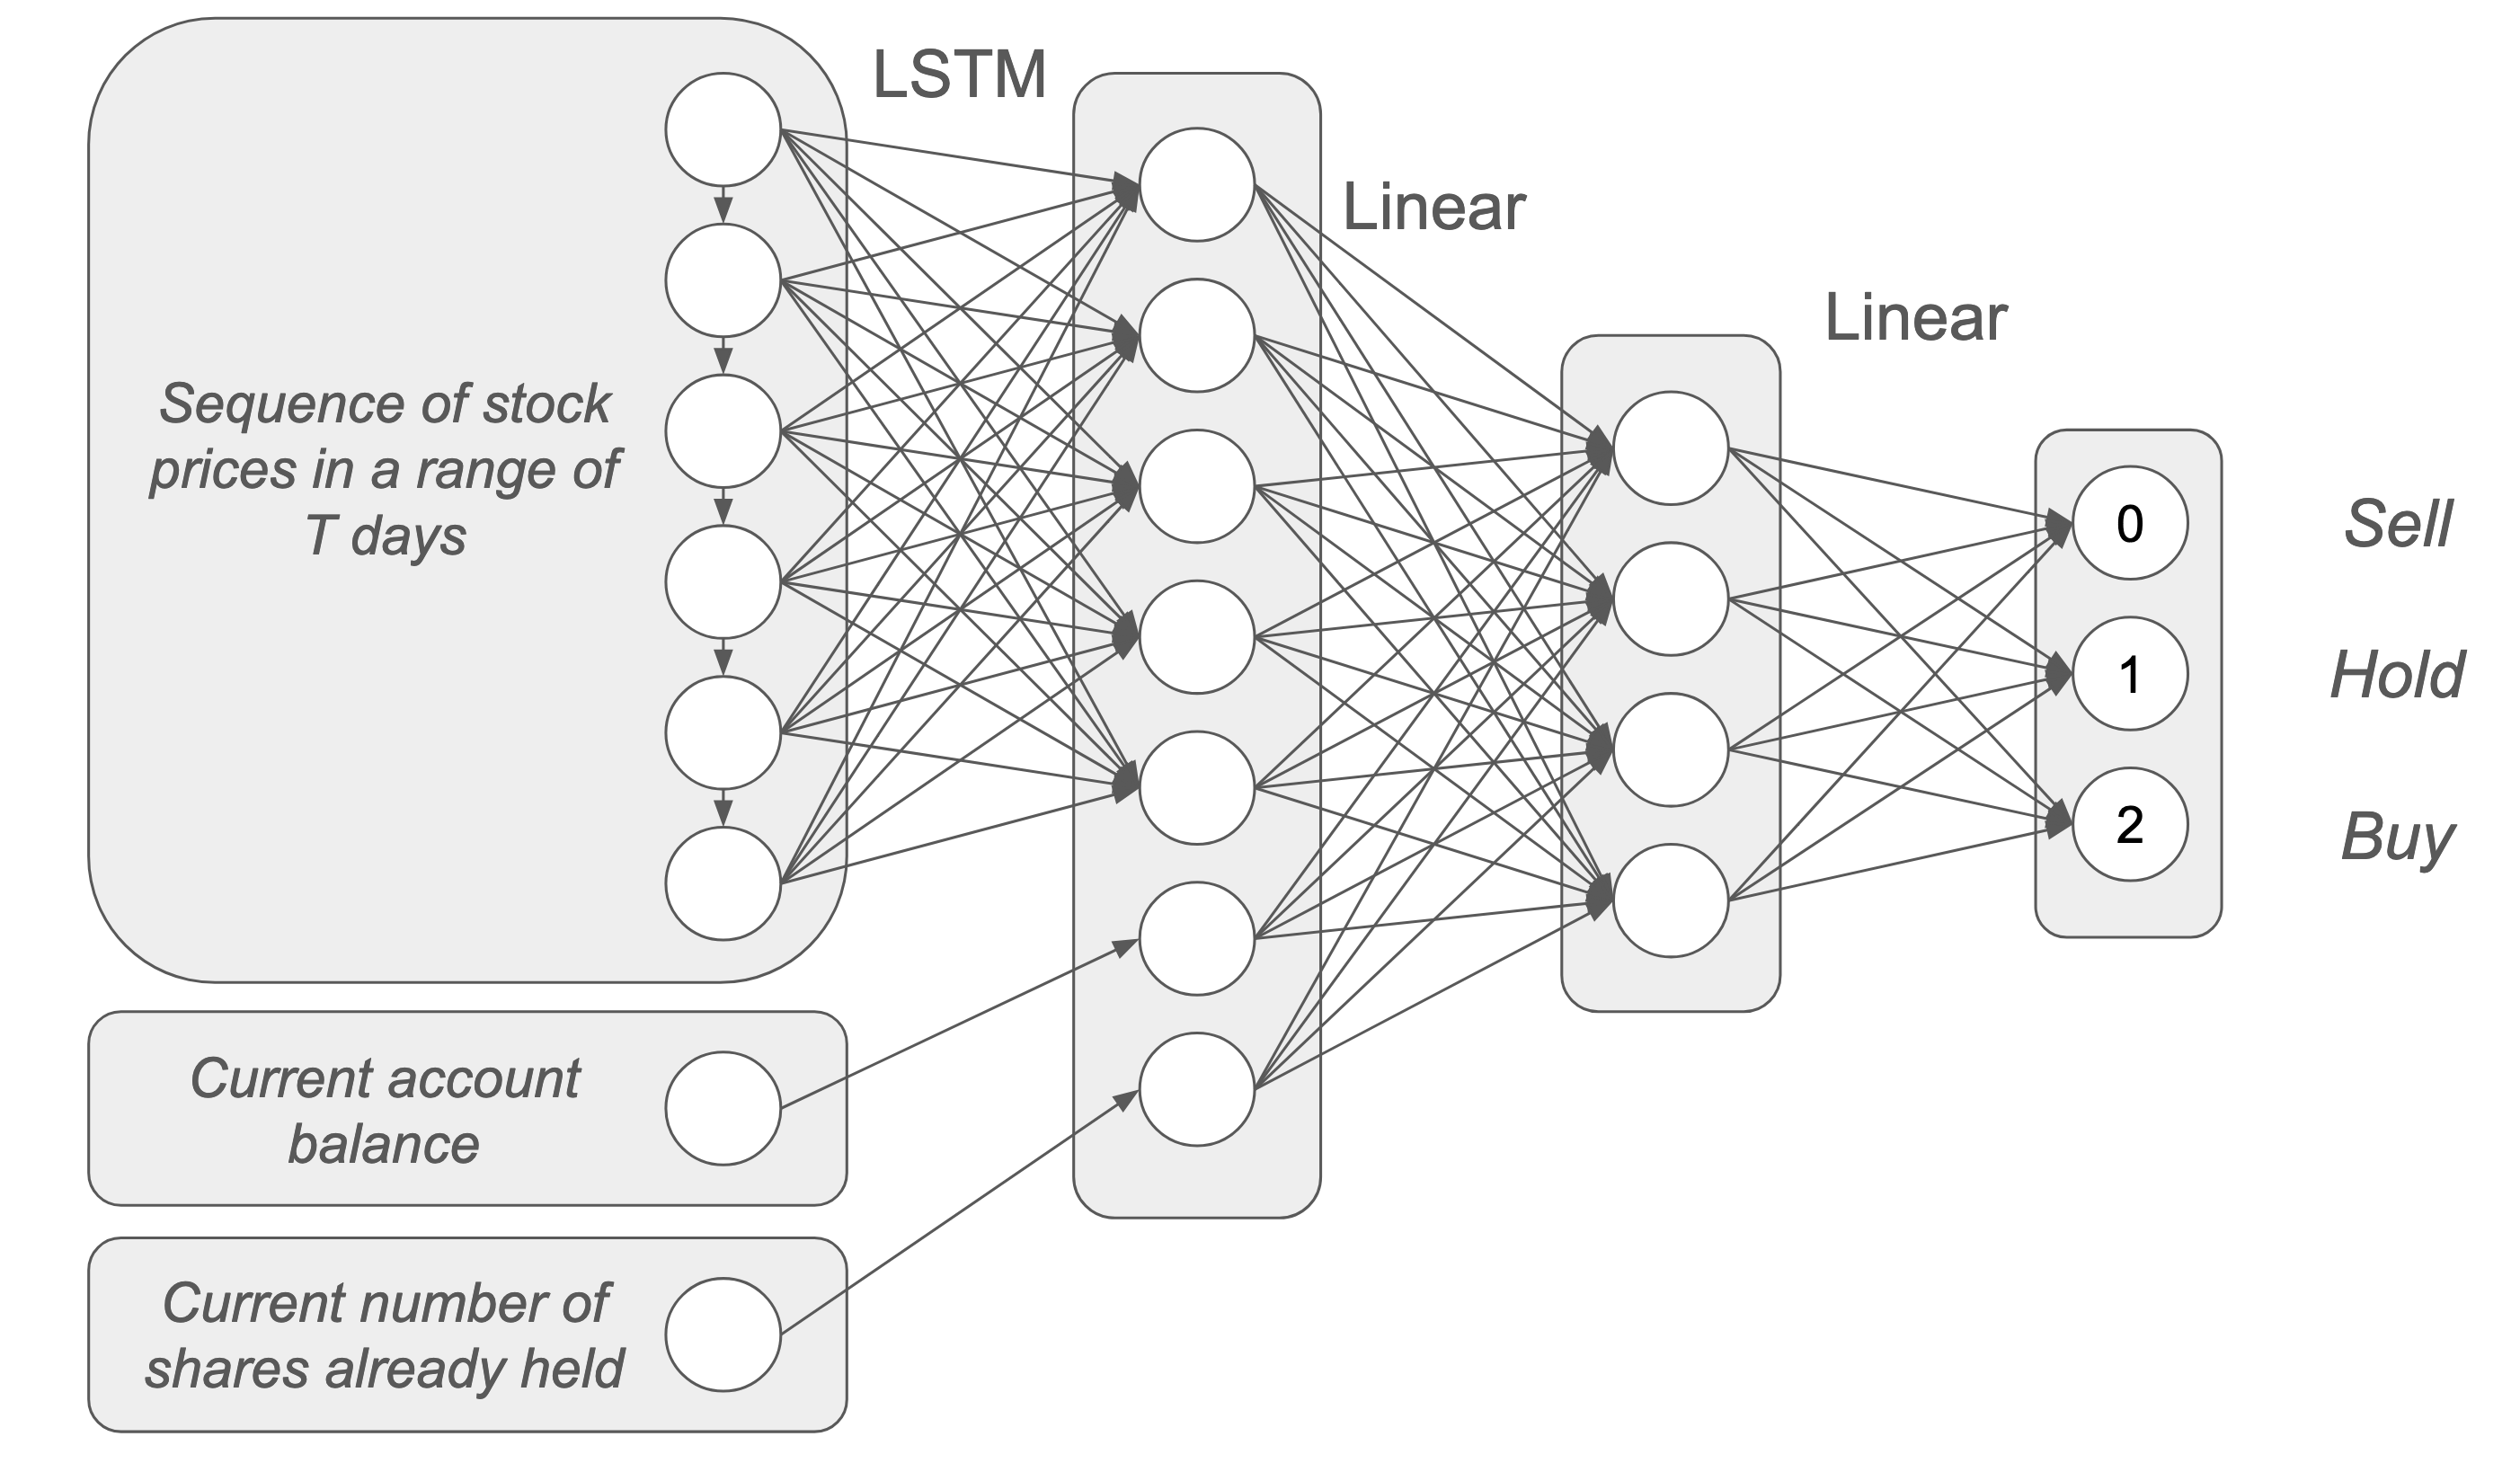 LSTM
Linear
Linear
Sequence of stock
prices in a range of
T days
0
Sell
1
Hold
2
Buy
Current account
balance
Current number of
shares already held